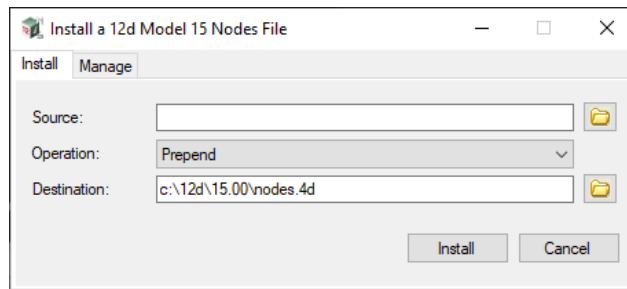 Install a 12d Model 15 Nodes File
Install Manage
Source:
Operation: Prepend
Destination: c:\12d\15.00\nodes.4d
Install Cancel